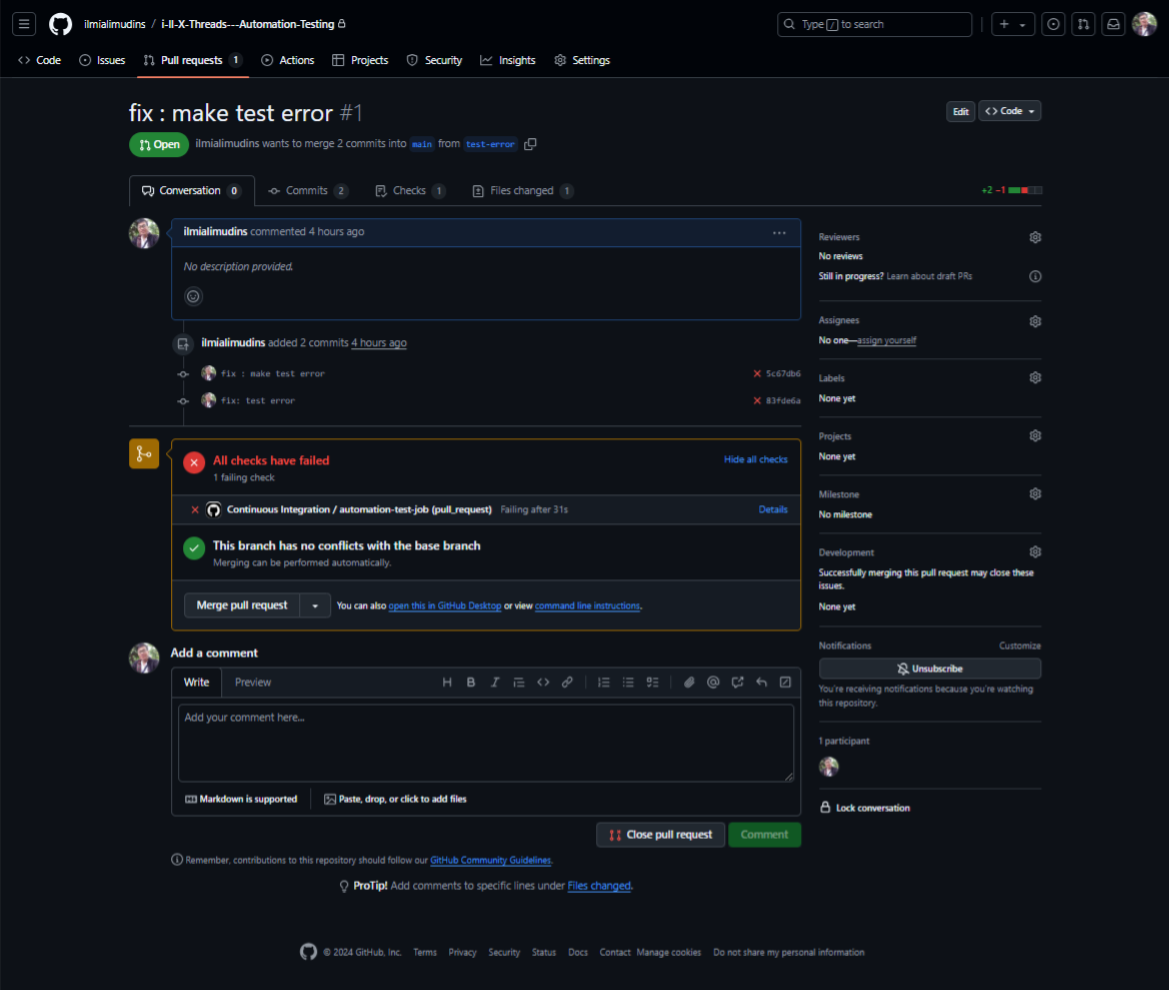 ilmialimudins / i-Il-X-Threads---Automation-Testing
Type / to search
Code Issues Pull requests 1 Actions Projects Security Insights Settings
fix : make test error #1
Edit Code
Open ilmialimudins wants to merge 2 commits into main from test-error
Conversation 0 Commits 2 Checks 1 Files changed 1 +2 −1
ilmialimudins commented 4 hours ago
No description provided.
ilmialimudins added 2 commits 4 hours ago
fix : make test error 5c67db6
fix: test error 83fde6a
All checks have failed Hide all checks
1 failing check
Continuous Integration / automation-test-job (pull_request) Failing after 31s Details
This branch has no conflicts with the base branch
Merging can be performed automatically.
Merge pull request You can also open this in GitHub Desktop or view command line instructions.
Add a comment
Write Preview
Add your comment here...
Markdown is supported Paste, drop, or click to add files
Close pull request Comment
Remember, contributions to this repository should follow our GitHub Community Guidelines.
ProTip! Add comments to specific lines under Files changed.
Reviewers
No reviews
Still in progress? Learn about draft PRs
Assignees
No one—assign yourself
Labels
None yet
Projects
None yet
Milestone
No milestone
Development
Successfully merging this pull request may close these
issues.
None yet
Notifications Customize
Unsubscribe
You're receiving notifications because you're watching
this repository.
1 participant
Lock conversation
© 2024 GitHub, Inc. Terms Privacy Security Status Docs Contact Manage cookies Do not share my personal information